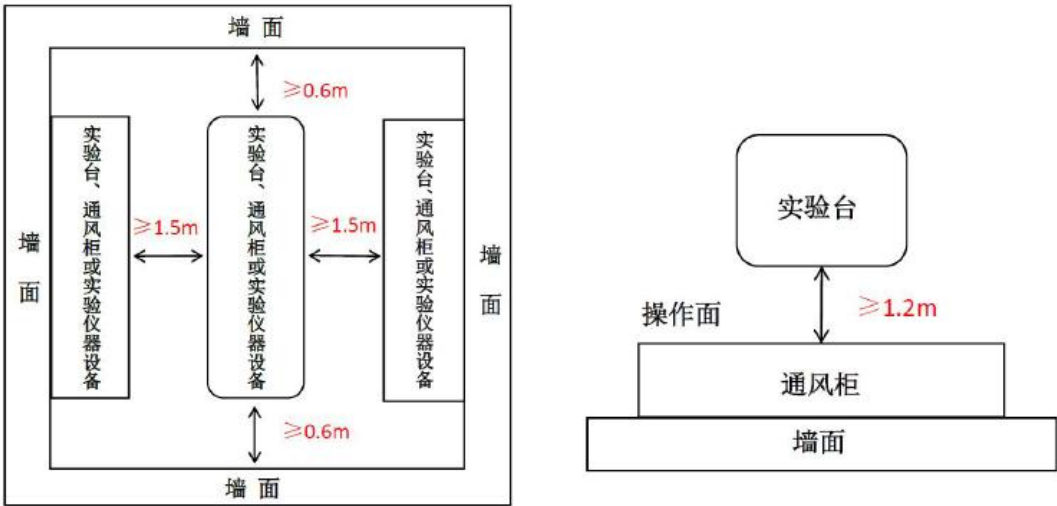 墙 面
≥0.6m
实验台、通风柜或实验仪器设备
实验台、通风柜或实验仪器设备
实验台、通风柜或实验仪器设备
≥1.5m
≥1.5m
墙 面
墙 面
≥0.6m
墙 面
实验台
≥1.2m
操作面
通风柜
墙面